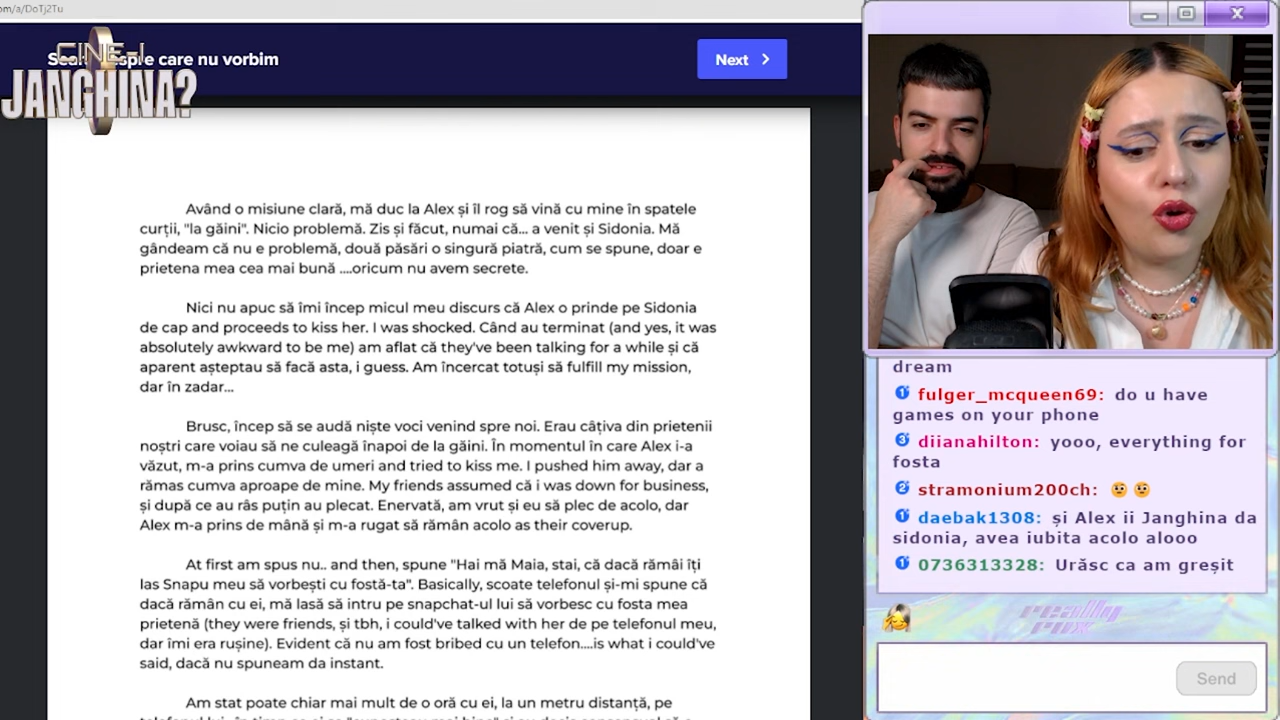 om/a/DoTj2Tu
CINE-I
JANGHINA?
spre care nu vorbim
Next
Având o misiune clară, mă duc la Alex și îl rog să vină cu mine în spatele
curții, "la găini". Nicio problemă. Zis și făcut, numai că... a venit și Sidonia. Mă
gândeam că nu e problemă, două păsări o singură piatră, cum se spune, doar e
prietena mea cea mai bună ....oricum nu avem secrete.
Nici nu apuc să îmi încep micul meu discurs că Alex o prinde pe Sidonia
de cap and proceeds to kiss her. I was shocked. Când au terminat (and yes, it was
absolutely awkward to be me) am aflat că they've been talking for a while și că
aparent așteptau să facă asta, i guess. Am încercat totuși să fulfill my mission,
dar în zadar...
Brusc, încep să se audă niște voci venind spre noi. Erau câțiva din prietenii
noștri care voiau să ne culeagă înapoi de la găini. În momentul în care Alex i-a
văzut, m-a prins cumva de umeri and tried to kiss me. I pushed him away, dar a
rămas cumva aproape de mine. My friends assumed că i was down for business,
și după ce au râs puțin au plecat. Enervată, am vrut și eu să plec de acolo, dar
Alex m-a prins de mână și m-a rugat să rămân acolo as their coverup.
At first am spus nu.. and then, spune "Hai mă Maia, stai, că dacă rămâi îți
las Snapu meu să vorbești cu fostă-ta". Basically, scoate telefonul și-mi spune că
dacă rămân cu ei, mă lasă să intru pe snapchat-ul lui să vorbesc cu fosta mea
prietenă (they were friends, și tbh, i could've talked with her de pe telefonul meu,
dar îmi era rușine). Evident că nu am fost bribed cu un telefon....is what i could've
said, dacă nu spuneam da instant.
Am stat poate chiar mai mult de o oră cu ei, la un metru distanță, pe
dream
fulger_mcqueen69: do u have
games on your phone
diianahilton: yooo, everything for
fosta
stramonium200ch:
daebak1308: și Alex ii Janghina da
sidonia, avea iubita acolo alooo
0736313328: Urăsc ca am greșit
really
rux
Send